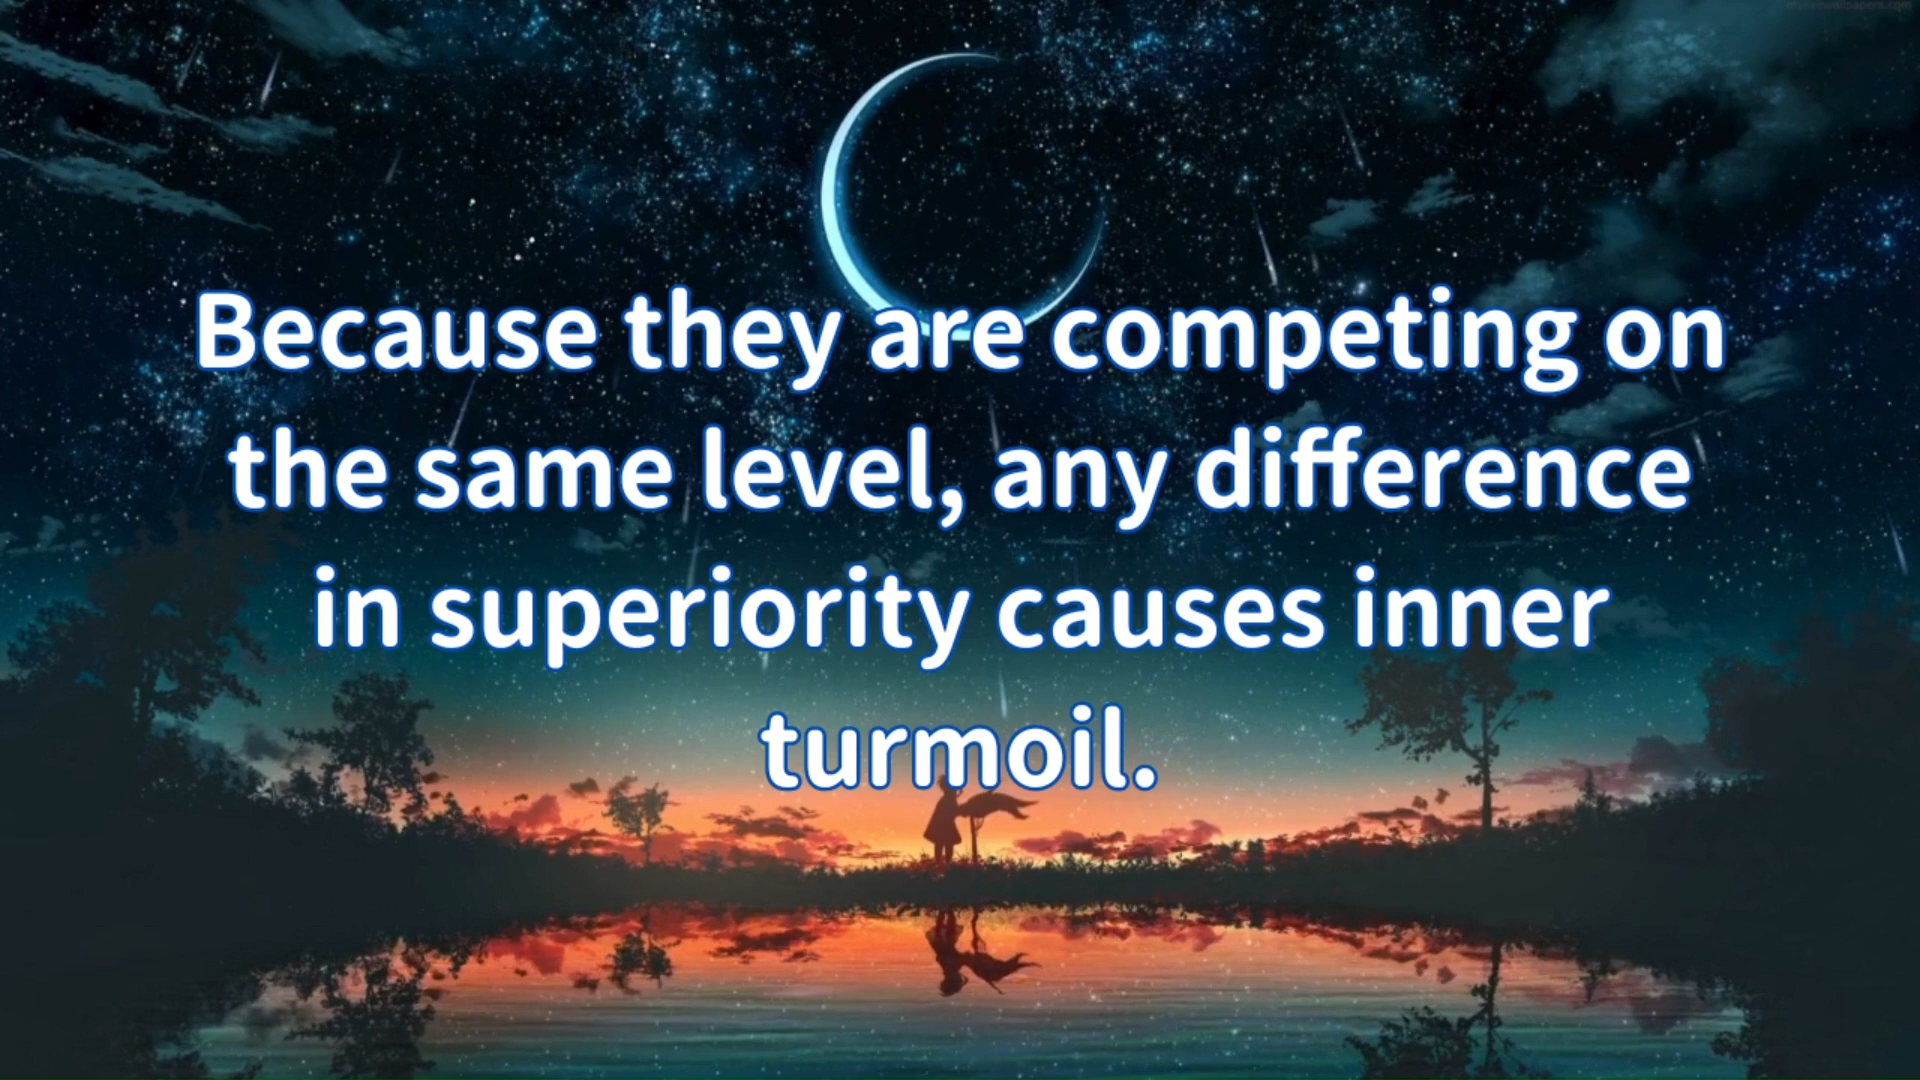 Because they are competing on
the same level, any difference
in superiority causes inner
turmoil.